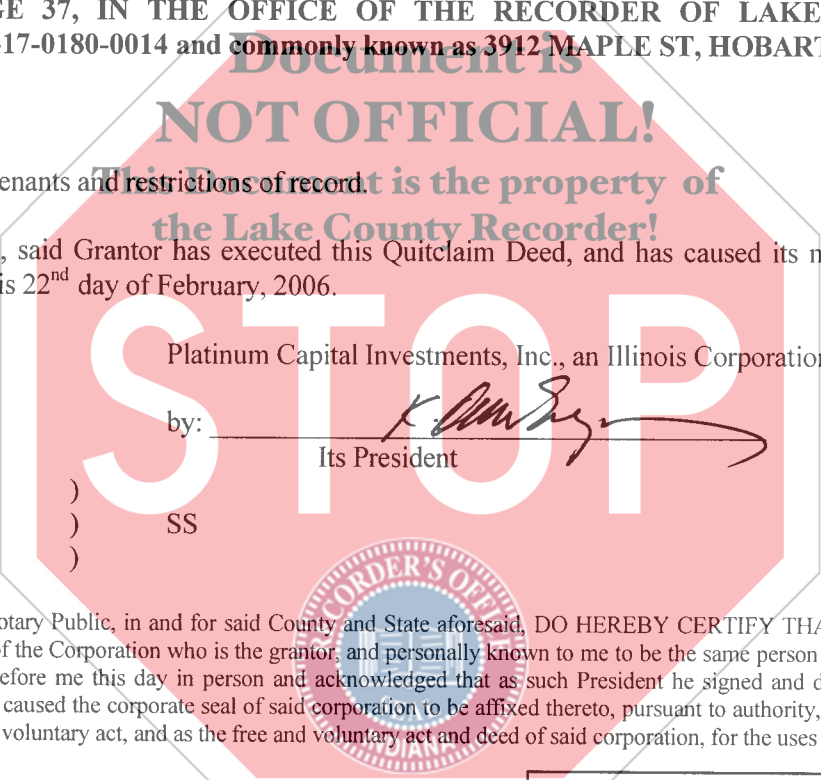 GE 37, IN THE OFFICE OF THE RECORDER OF LAKE
-17-0180-0014 and commonly known as 3912 MAPLE ST, HOBART
Document is
NOT OFFICIAL!
This Document is the property of
the Lake County Recorder!
enants and restrictions of record.
, said Grantor has executed this Quitclaim Deed, and has caused its n
is 22nd day of February, 2006.
STOP
Platinum Capital Investments, Inc., an Illinois Corporation
by:
Its President
)
) SS
)
RECORDER'S OFFICE
SEAL
INDIANA
otary Public, in and for said County and State aforesaid, DO HEREBY CERTIFY THA
of the Corporation who is the grantor, and personally known to me to be the same person
efore me this day in person and acknowledged that as such President he signed and d
caused the corporate seal of said corporation to be affixed thereto, pursuant to authority,
voluntary act, and as the free and voluntary act and deed of said corporation, for the uses